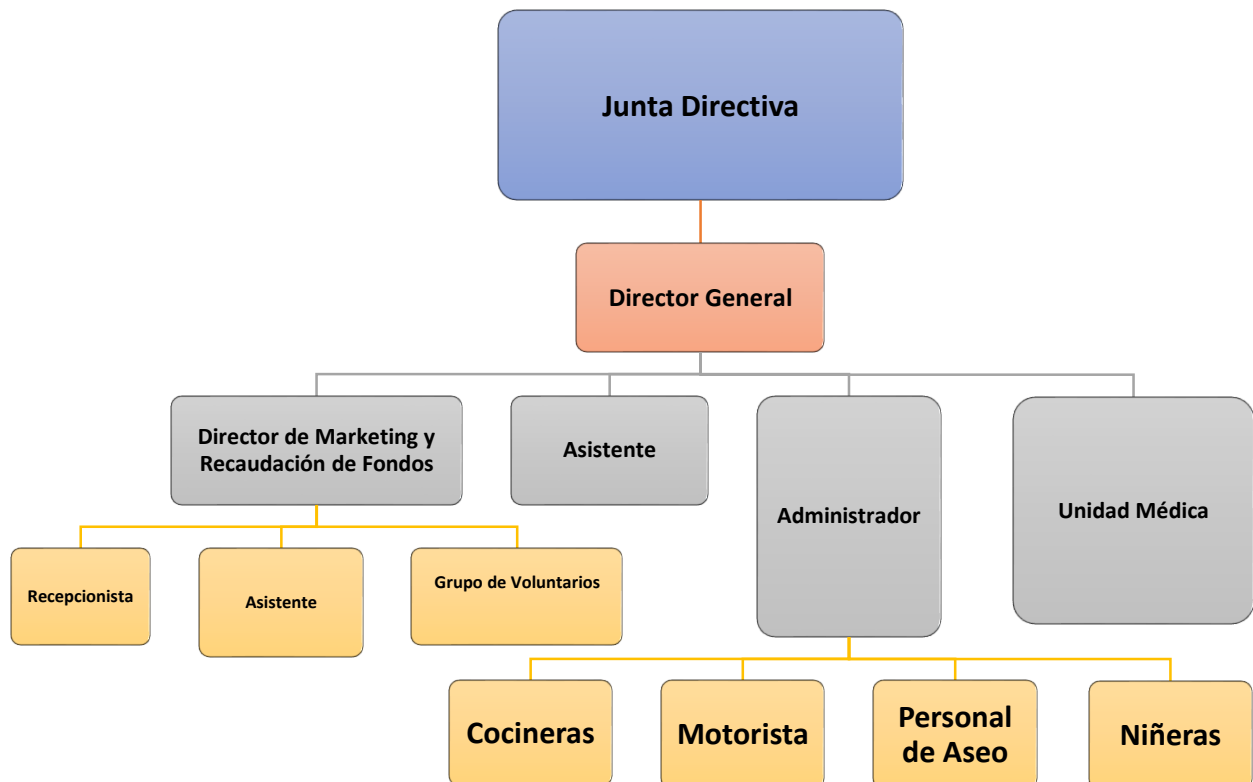 Junta Directiva
Director General
Director de Marketing y
Recaudación de Fondos
Asistente
Administrador
Unidad Médica
Recepcionista
Asistente
Grupo de Voluntarios
Cocineras
Motorista
Personal
de Aseo
Niñeras